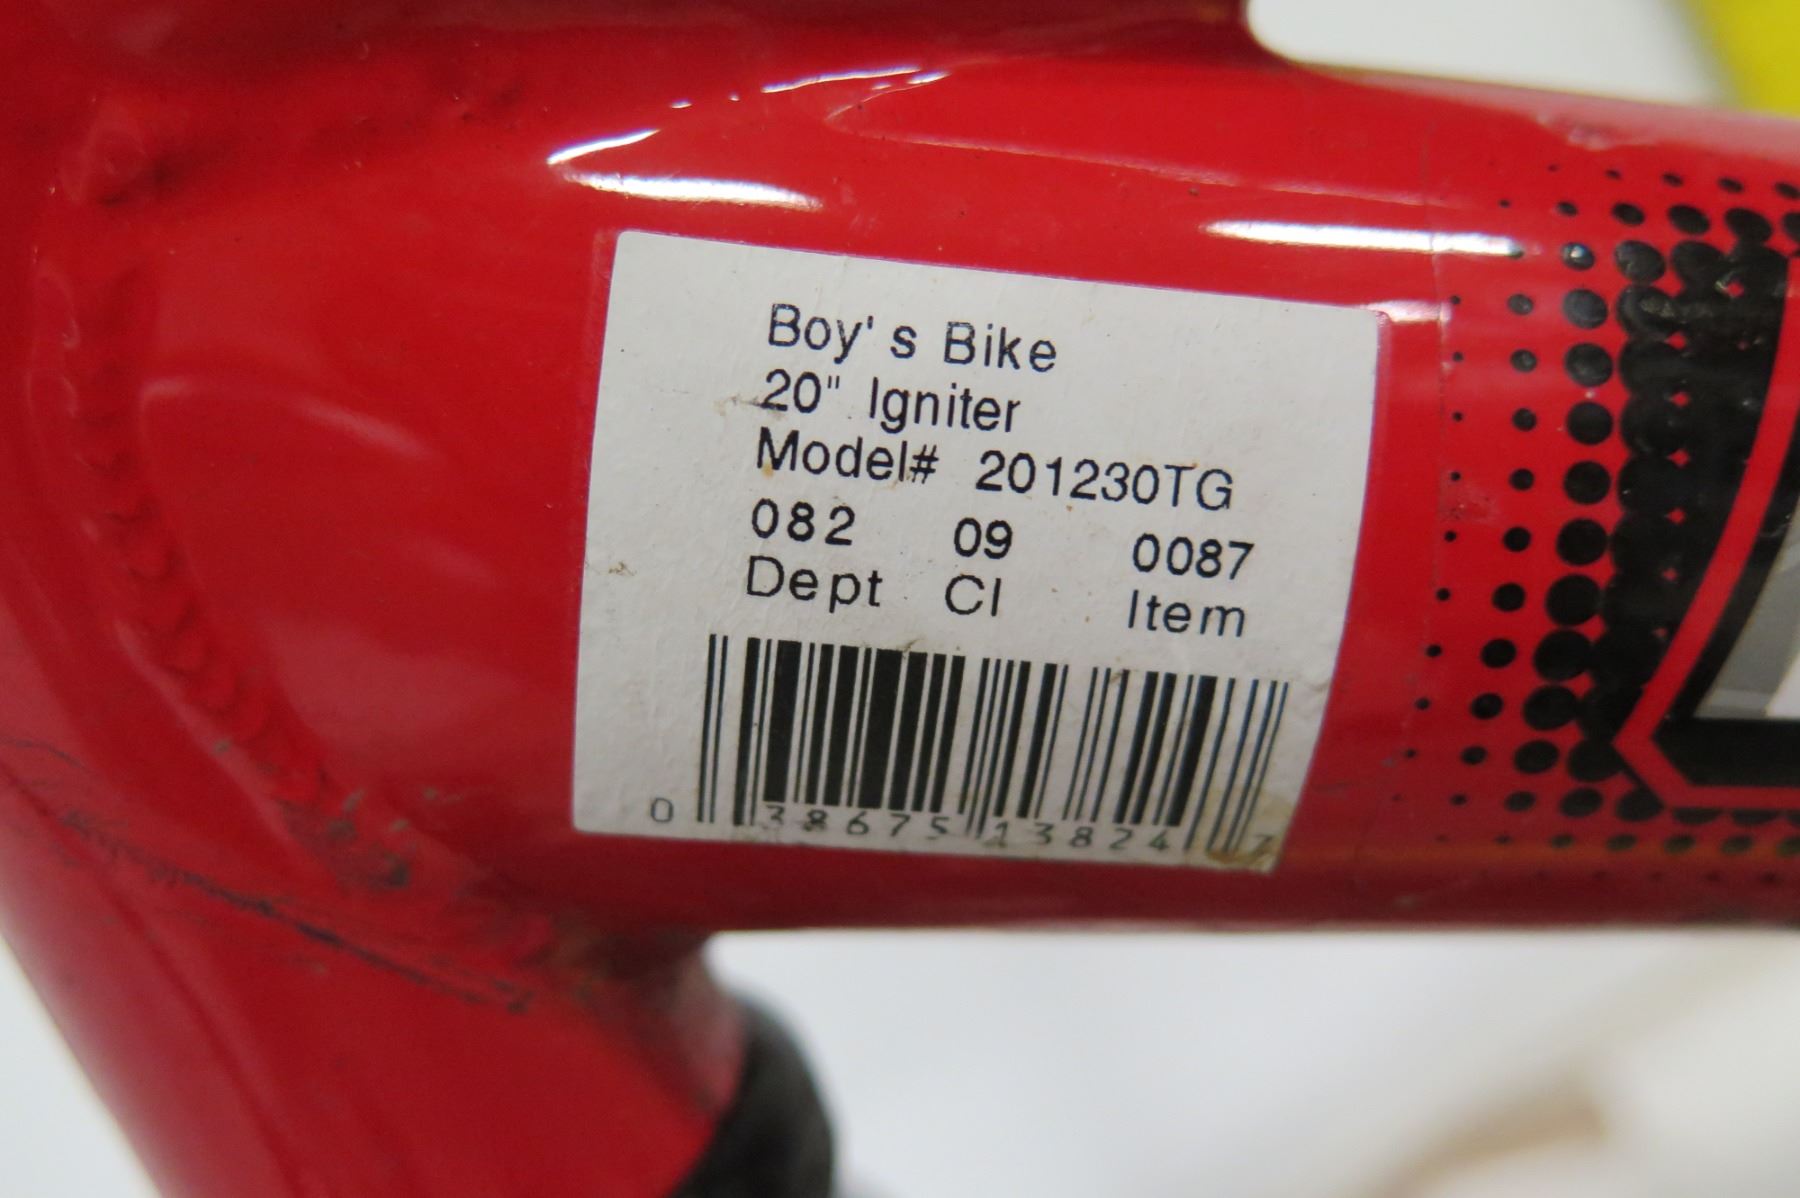 Boy's Bike
20" Igniter
Model# 201230TG
082 09 0087
Dept Cl Item
0 38675 13824 7